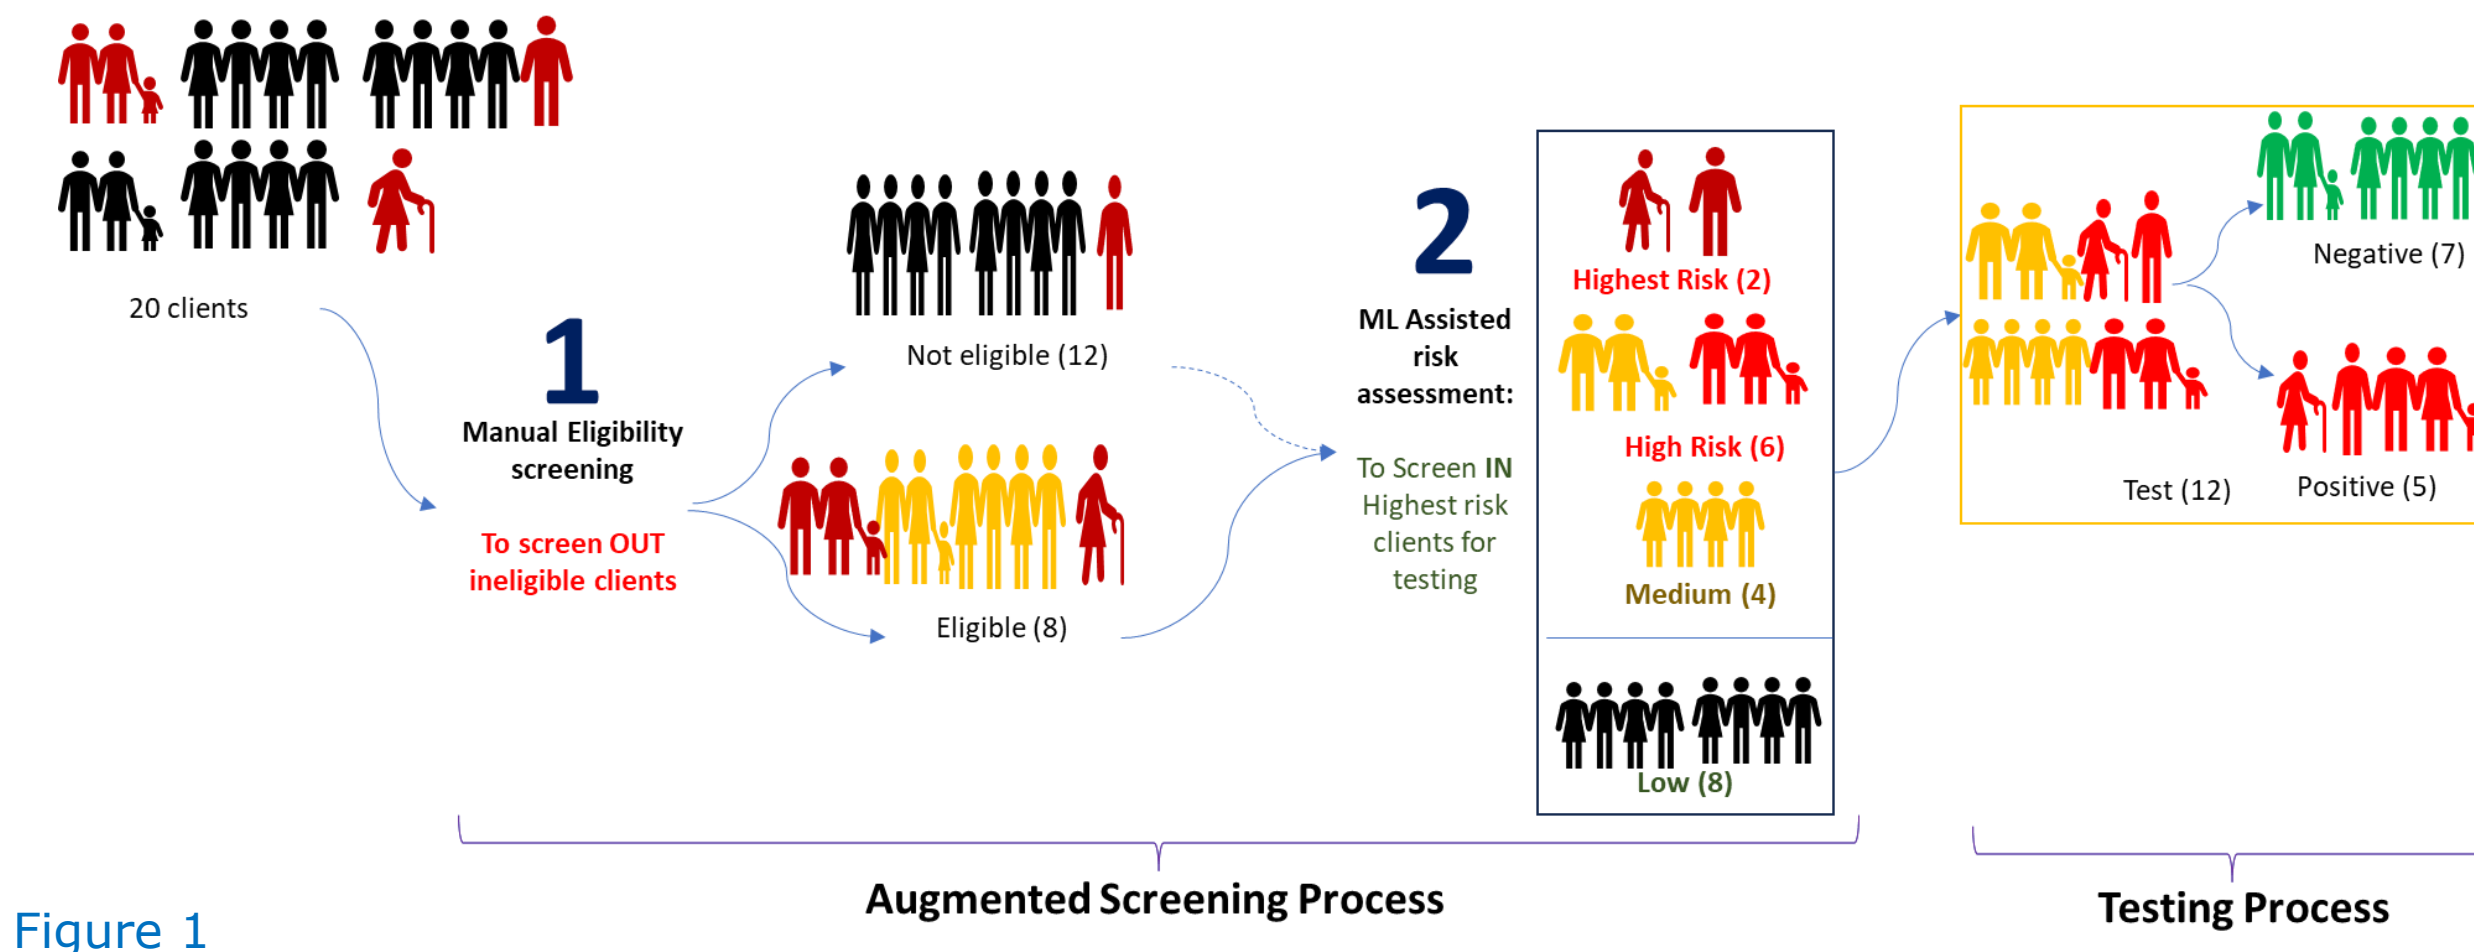 20 clients
1
Manual Eligibility
screening
To screen OUT
ineligible clients
Not eligible (12)
Eligible (8)
2
ML Assisted
risk
assessment:
To Screen IN
Highest risk
clients for
testing
Highest Risk (2)
High Risk (6)
Medium (4)
Low (8)
Test (12)
Negative (7)
Positive (5)
Augmented Screening Process
Testing Process
Figure 1